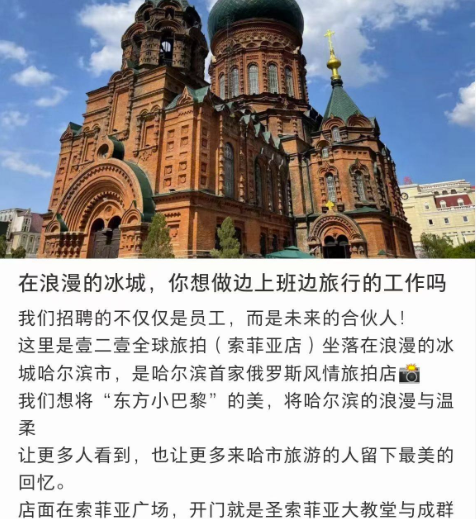 在浪漫的冰城，你想做边上班边旅行的工作吗
我们招聘的不仅仅是员工，而是未来的合伙人！
这里是壹二壹全球旅拍（索菲亚店）坐落在浪漫的冰
城哈尔滨市，是哈尔滨首家俄罗斯风情旅拍店📸
我们想将“东方小巴黎”的美，将哈尔滨的浪漫与温
柔
让更多人看到，也让更多来哈市旅游的人留下最美的
回忆。
店面在索菲亚广场，开门就是圣索菲亚大教堂与成群